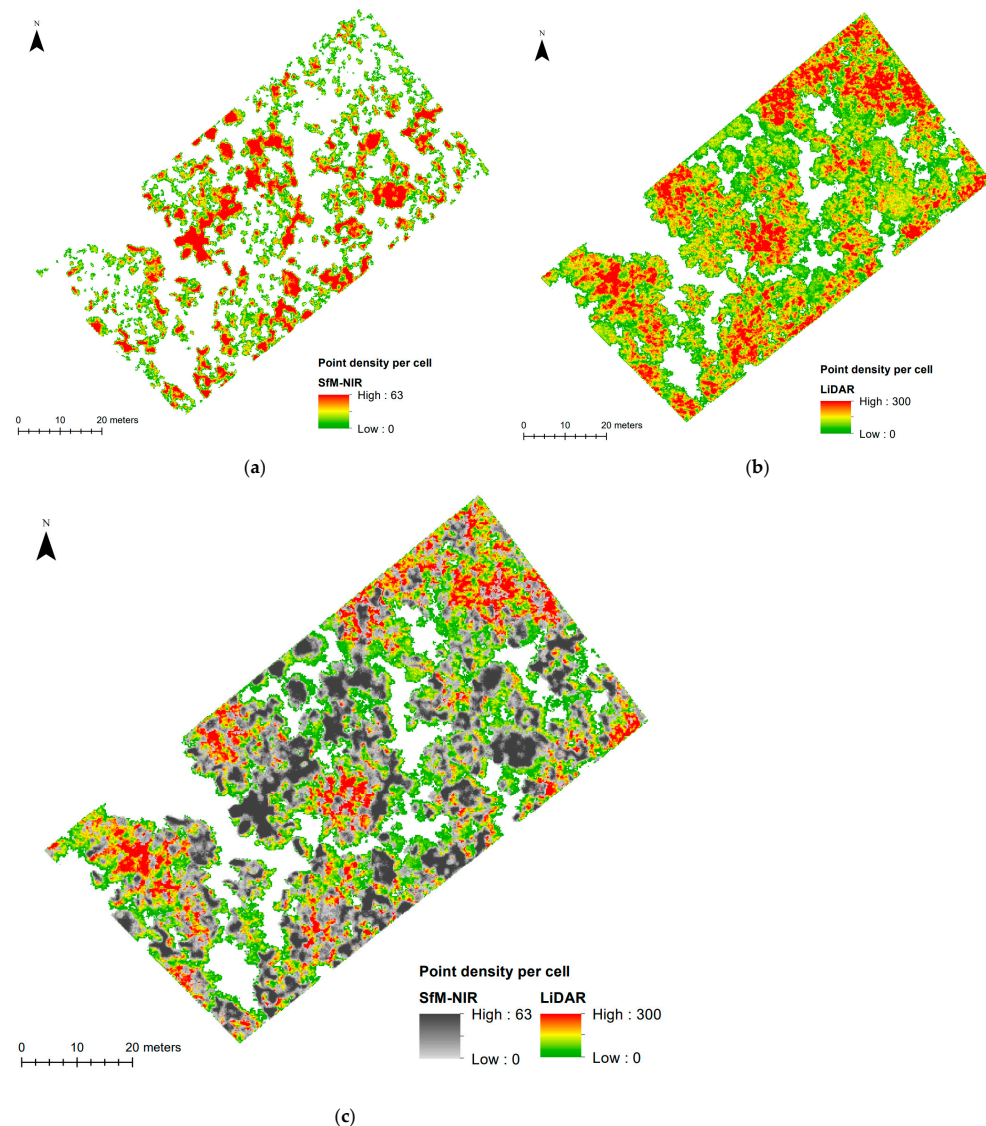 N
Point density per cell
SfM-NIR
High : 63
Low : 0
0 10 20 meters
(a)
N
Point density per cell
LiDAR
High : 300
Low : 0
0 10 20 meters
(b)
N
Point density per cell
SfM-NIR LiDAR
High : 63 High : 300
Low : 0 Low : 0
0 10 20 meters
(c)